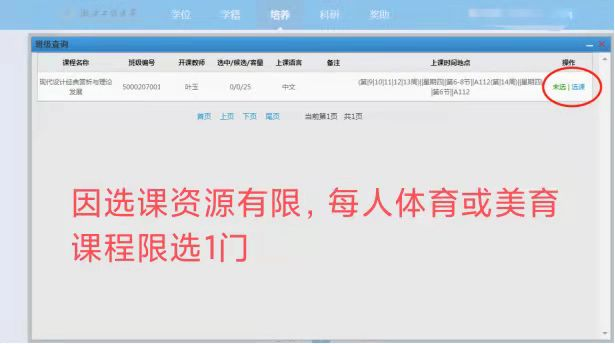 学位 学籍 培养 科研 奖助
班级查询
课程名称 班级编号 开课教师 选中/候选/容量 上课语言 备注 上课时间地点 操作
现代设计经典赏析与理论发展 5000207001 叶玉 0/0/25 中文 (第|9|10|11|12|13周)|星期四|第6-8节|A112(第|14周)|星期四|第6节|A112 未选 | 选课
首页 上页 下页 尾页 当前第1页 共1页
因选课资源有限，每人体育或美育
课程限选1门